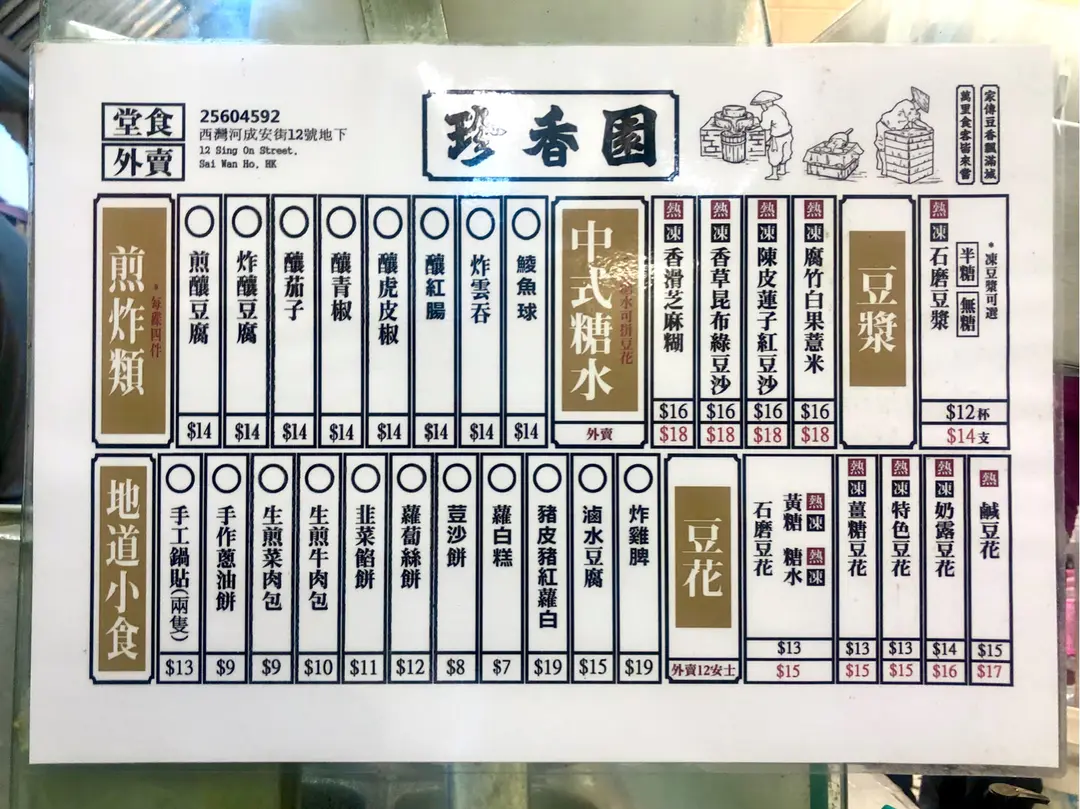 堂食
外賣
25604592
西灣河成安街12號地下
12 Sing On Street,
Sai Wan Ho, HK
珍香園
家傳豆香飄滿城
萬里食客皆來嘗
煎炸類
*每款四件
煎釀豆腐
$14
炸釀豆腐
$14
釀茄子
$14
釀青椒
$14
釀虎皮椒
$14
釀紅腸
$14
炸雲吞
$14
鯪魚球
$14
中式糖水
糖水可拼豆花
外賣
熱 凍
香滑芝麻糊
$16
$18
熱 凍
香草昆布綠豆沙
$16
$18
熱 凍
陳皮蓮子紅豆沙
$16
$18
熱 凍
腐竹白果薏米
$16
$18
豆漿
熱 凍
石磨豆漿
半糖 無糖
*凍豆漿可選
$12杯
$14支
地道小食
手工鍋貼(兩隻)
$13
手作蔥油餅
$9
生煎菜肉包
$9
生煎牛肉包
$10
韭菜餡餅
$11
蘿蔔絲餅
$12
荳沙餅
$8
蘿白糕
$7
豬皮豬紅蘿白
$19
滷水豆腐
$15
炸雞脾
$19
豆花
外賣12安士
石磨豆花
黃糖 熱 凍
糖水 熱 凍
$13
$15
熱 凍
薑糖豆花
$13
$15
熱 凍
特色豆花
$13
$15
熱 凍
奶露豆花
$14
$16
熱
鹹豆花
$15
$17